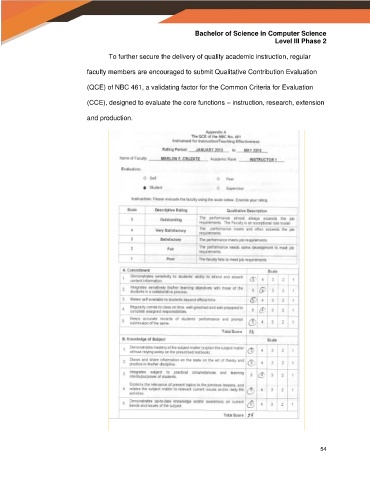 Bachelor of Science in Computer Science
Level III Phase 2
To further secure the delivery of quality academic instruction, regular
faculty members are encouraged to submit Qualitative Contribution Evaluation
(QCE) of NBC 461, a validating factor for the Common Criteria for Evaluation
(CCE), designed to evaluate the core functions – instruction, research, extension
and production.
Appendix A
The QCE of the NBC No. 461
Instrument for Instruction/Teaching Effectiveness
Rating Period: JANUARY 2012 to MAY 2012
Name of Faculty: MARLON F. Academic Rank: INSTRUCTOR I
Evaluators:
Self Peer
Student Supervisor
Instruction: Please evaluate the faculty using the scale below. Encircle your rating.
Scale Descriptive Rating Qualitative Description
5 Outstanding The performance almost always exceeds the job
requirements. The Faculty is an exceptional role model
4 Very Satisfactory The performance meets and often exceeds the job
requirements
3 Satisfactory The performance meets job requirements
2 Fair The performance needs some development to meet job
requirements
1 Poor The faculty fails to meet job requirements
A. Commitment Scale
1. Demonstrates sensitivity to students' ability to attend and absorb
content information. 5 4 3 2 1
2. Integrates sensitively his/her learning objectives with those of the
students in a collaborative process. 5 4 3 2 1
3. Makes self available to students beyond official time 5 4 3 2 1
4. Regularly comes to class on time, well-groomed and well-prepared to
complete assigned responsibilities. 5 4 3 2 1
5. Keeps accurate records of students' performance and prompt
submission of the same. 5 4 3 2 1
Total Score
B. Knowledge of Subject Scale
1. Demonstrates mastery of the subject matter (explain the subject matter
without relying solely on the prescribed textbook). 5 4 3 2 1
2. Draws and share information on the state on the art of theory and
practice in his/her discipline. 5 4 3 2 1
3. Integrates subject to practical circumstances and learning
intents/purposes of students. 5 4 3 2 1
4. Explains the relevance of present topics to the previous lessons, and
relates the subject matter to relevant current issues and/or daily life
activities. 5 4 3 2 1
5. Demonstrates up-to-date knowledge and/or awareness on current
trends and issues of the subject. 5 4 3 2 1
Total Score
54